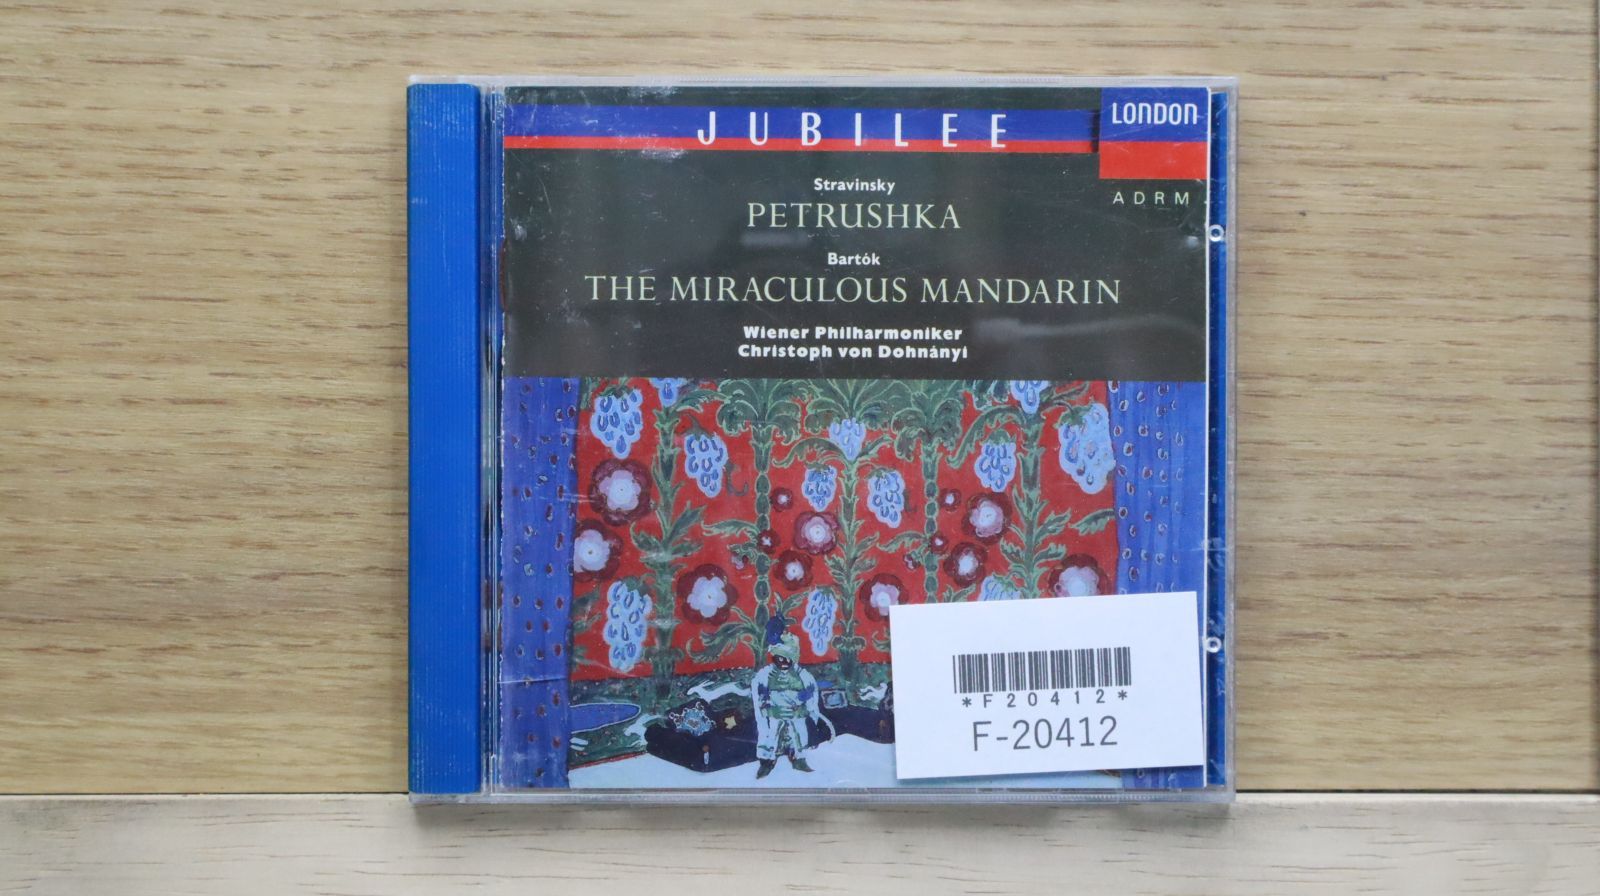 JUBILEE
LONDON
ADRM
Stravinsky
PETRUSHKA
Bartók
THE MIRACULOUS MANDARIN
Wiener Philharmoniker
Christoph von Dohnányi
*F20412*
F-20412